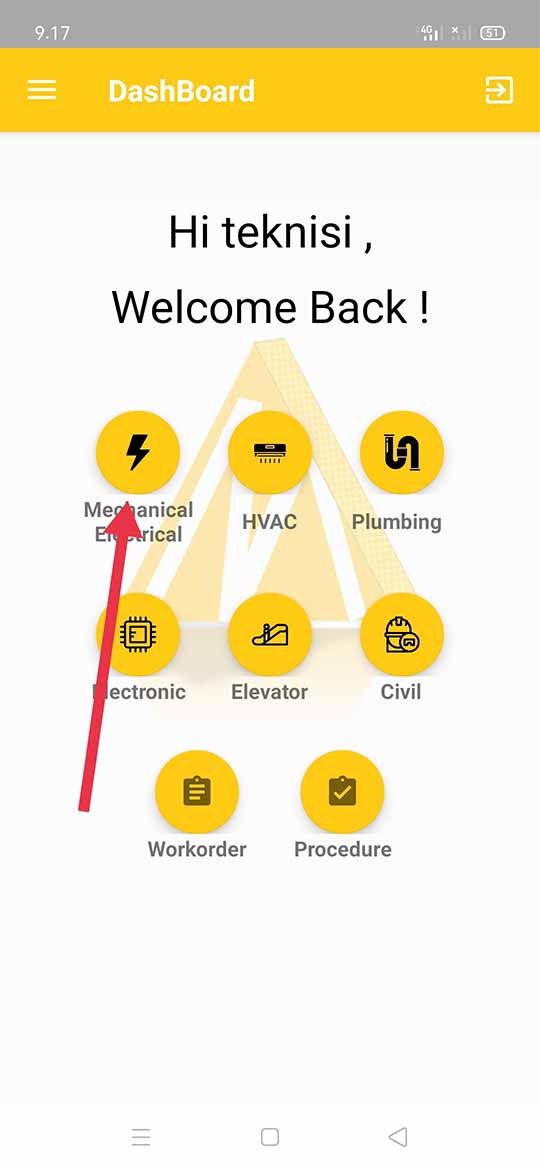 9.17
4G
51
DashBoard
Hi teknisi ,
Welcome Back !
Mechanical
Electrical
HVAC
Plumbing
Electronic
Elevator
Civil
Workorder
Procedure